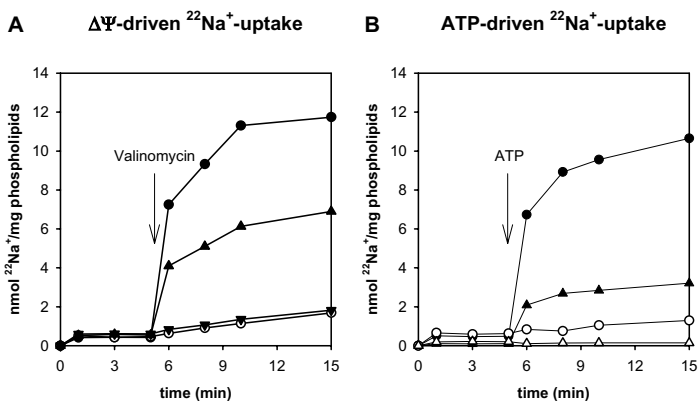 A ΔΨ-driven ²²Na⁺-uptake
nmol ²²Na⁺/mg phospholipids
14
12
10
8
6
4
2
0
Valinomycin
0 3 6 9 12 15
time (min)
B ATP-driven ²²Na⁺-uptake
nmol ²²Na⁺/mg phospholipids
14
12
10
8
6
4
2
0
ATP
0 3 6 9 12 15
time (min)